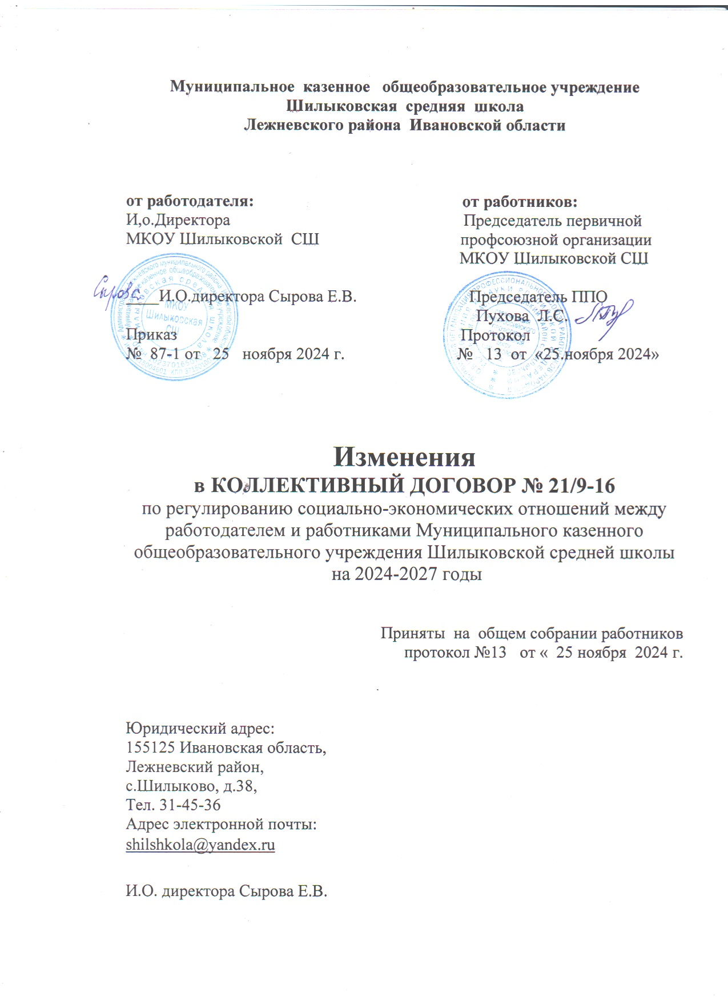 Муниципальное казенное общеобразовательное учреждение
Шилыковская средняя школа
Лежневского района Ивановской области
от работодателя:
И,о.Директора
МКОУ Шилыковской СШ
Сырова
____И.О.директора Сырова Е.В.
МКОУ
Шилыковская
СШ
Приказ
№ 87-1 от 25 ноября 2024 г.
от работников:
Председатель первичной
профсоюзной организации
МКОУ Шилыковской СШ
Председатель ППО
Пухова Л.С.
Протокол
№ 13 от «25.ноября 2024»
Изменения
в КОЛЛЕКТИВНЫЙ ДОГОВОР № 21/9-16
по регулированию социально-экономических отношений между
работодателем и работниками Муниципального казенного
общеобразовательного учреждения Шилыковской средней школы
на 2024-2027 годы
Приняты на общем собрании работников
протокол №13 от « 25 ноября 2024 г.
Юридический адрес:
155125 Ивановская область,
Лежневский район,
с.Шилыково, д.38,
Тел. 31-45-36
Адрес электронной почты:
shilshkola@yandex.ru
И.О. директора Сырова Е.В.